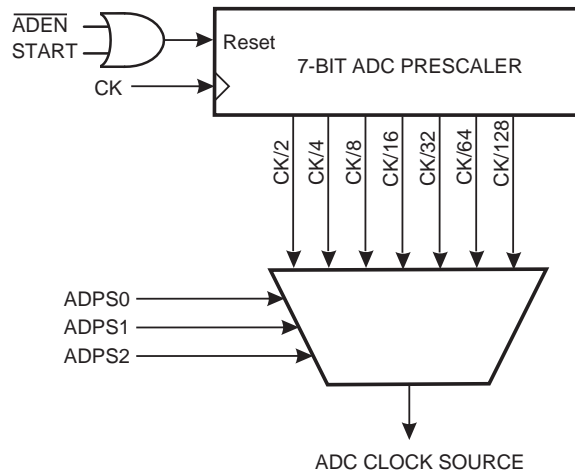 ADEN
START
Reset
7-BIT ADC PRESCALER
CK
CK/2
CK/4
CK/8
CK/16
CK/32
CK/64
CK/128
ADPS0
ADPS1
ADPS2
ADC CLOCK SOURCE